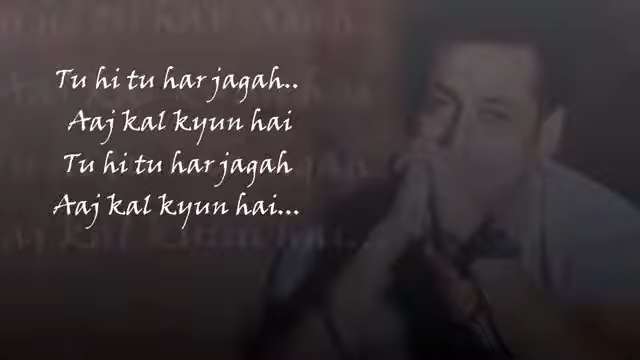 Tu hi tu har jagah..
Aaj kal kyun hai
Tu hi tu har jagah
Aaj kal kyun hai...